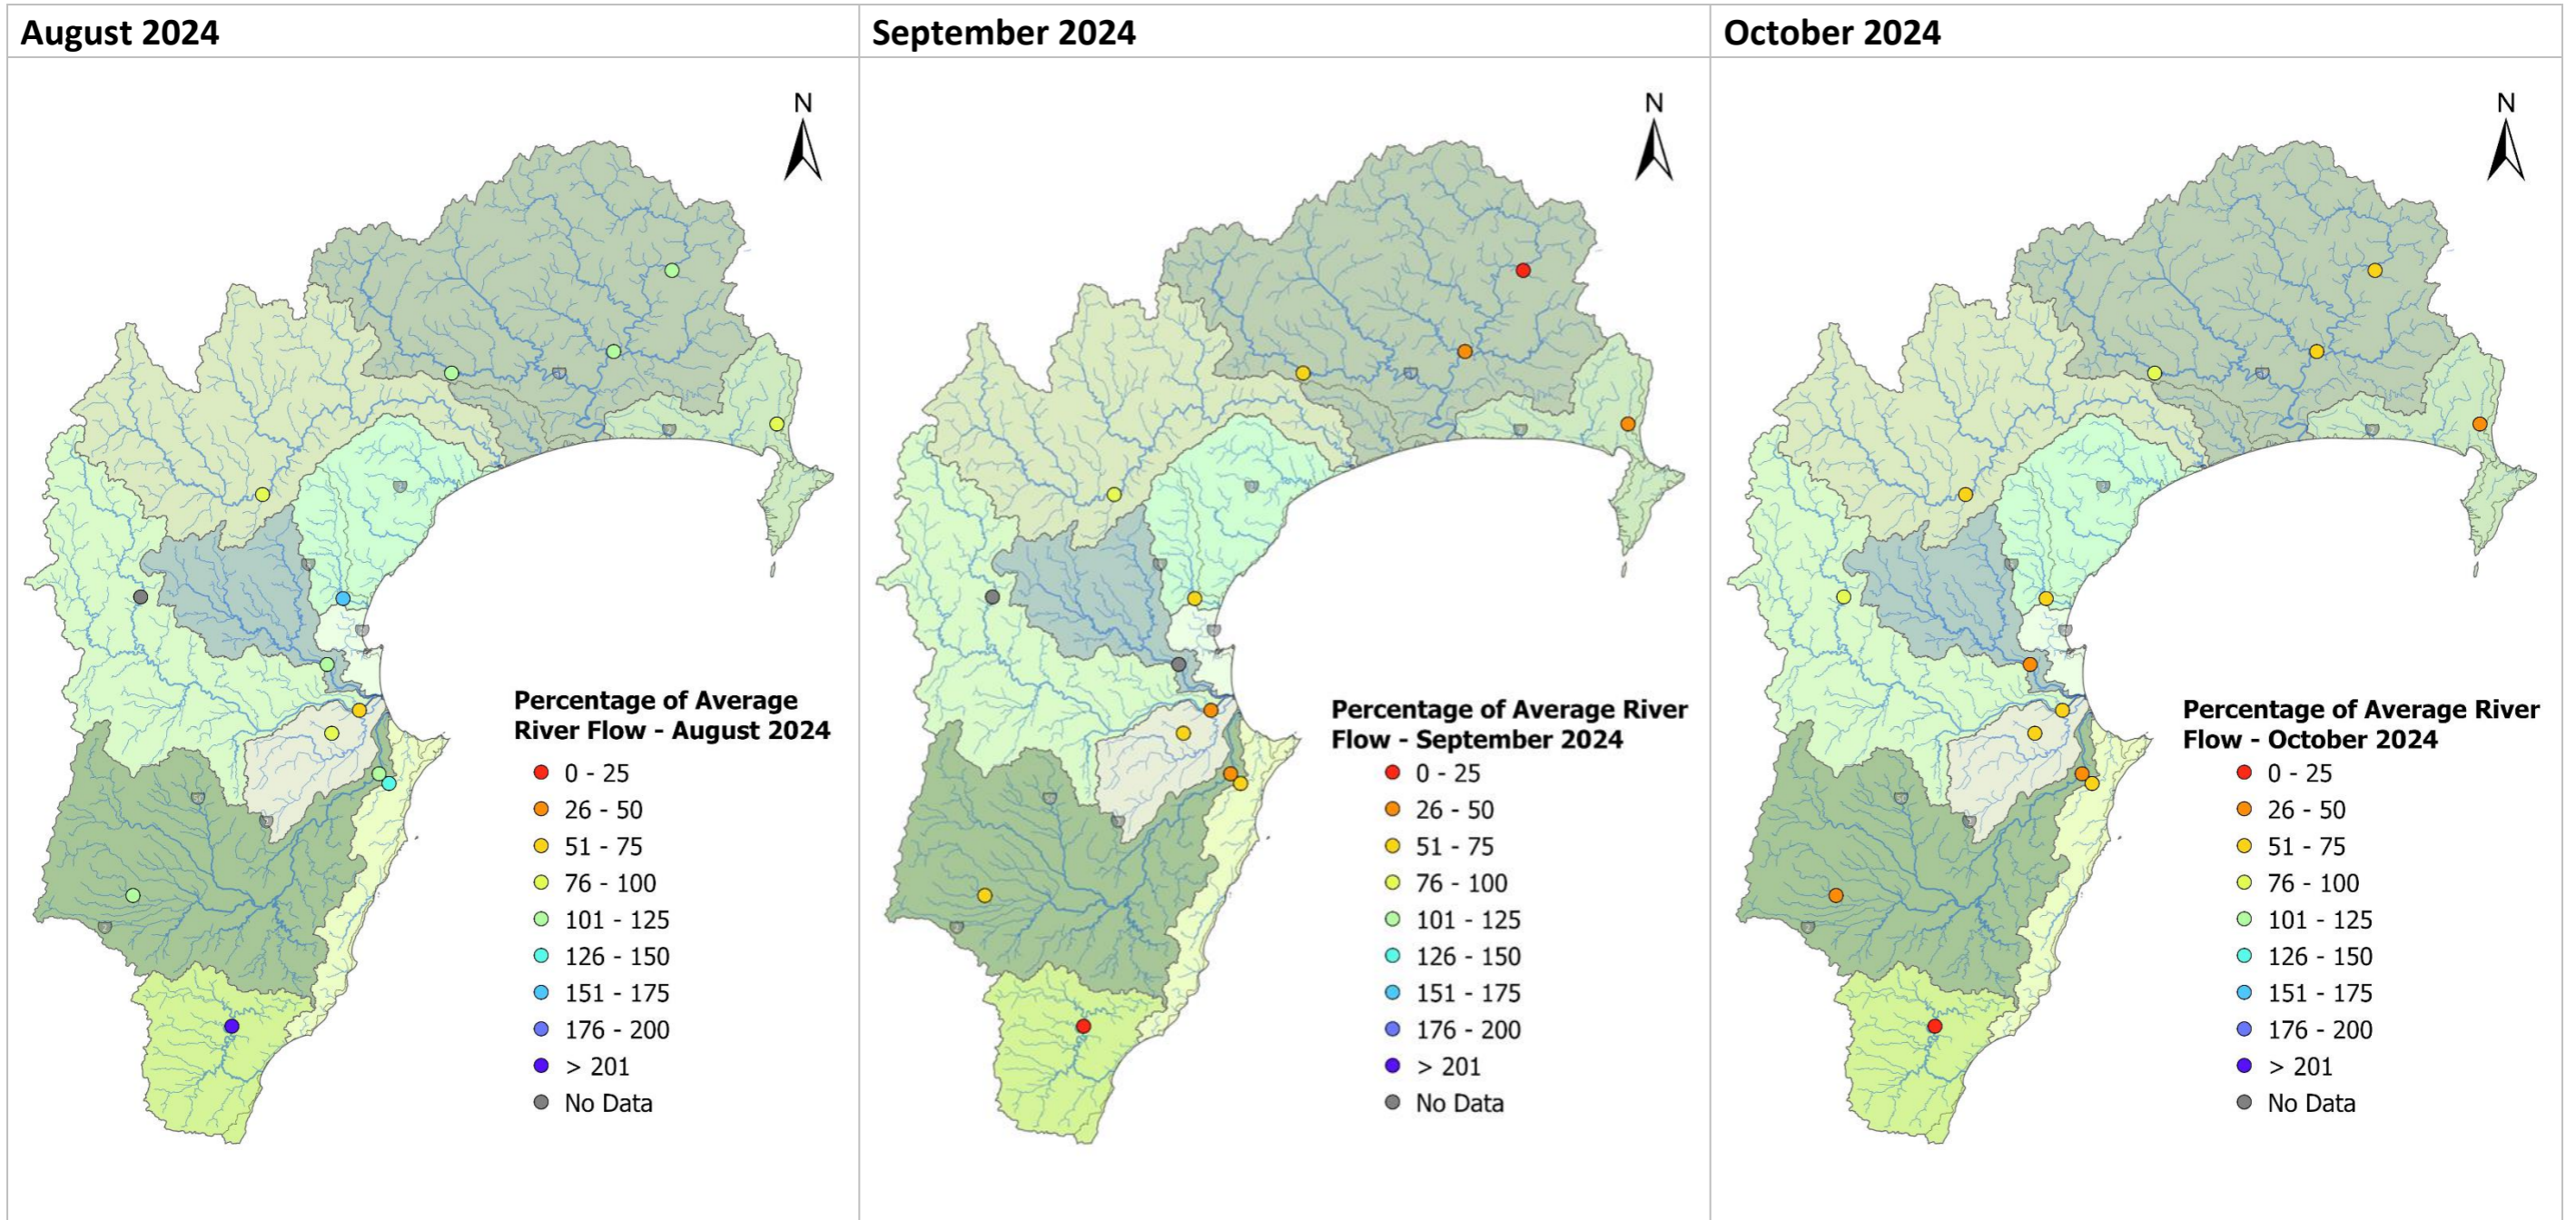 August 2024
September 2024
October 2024
N
Percentage of Average
River Flow - August 2024
0 - 25
26 - 50
51 - 75
76 - 100
101 - 125
126 - 150
151 - 175
176 - 200
> 201
No Data
N
Percentage of Average River
Flow - September 2024
0 - 25
26 - 50
51 - 75
76 - 100
101 - 125
126 - 150
151 - 175
176 - 200
> 201
No Data
N
Percentage of Average River
Flow - October 2024
0 - 25
26 - 50
51 - 75
76 - 100
101 - 125
126 - 150
151 - 175
176 - 200
> 201
No Data